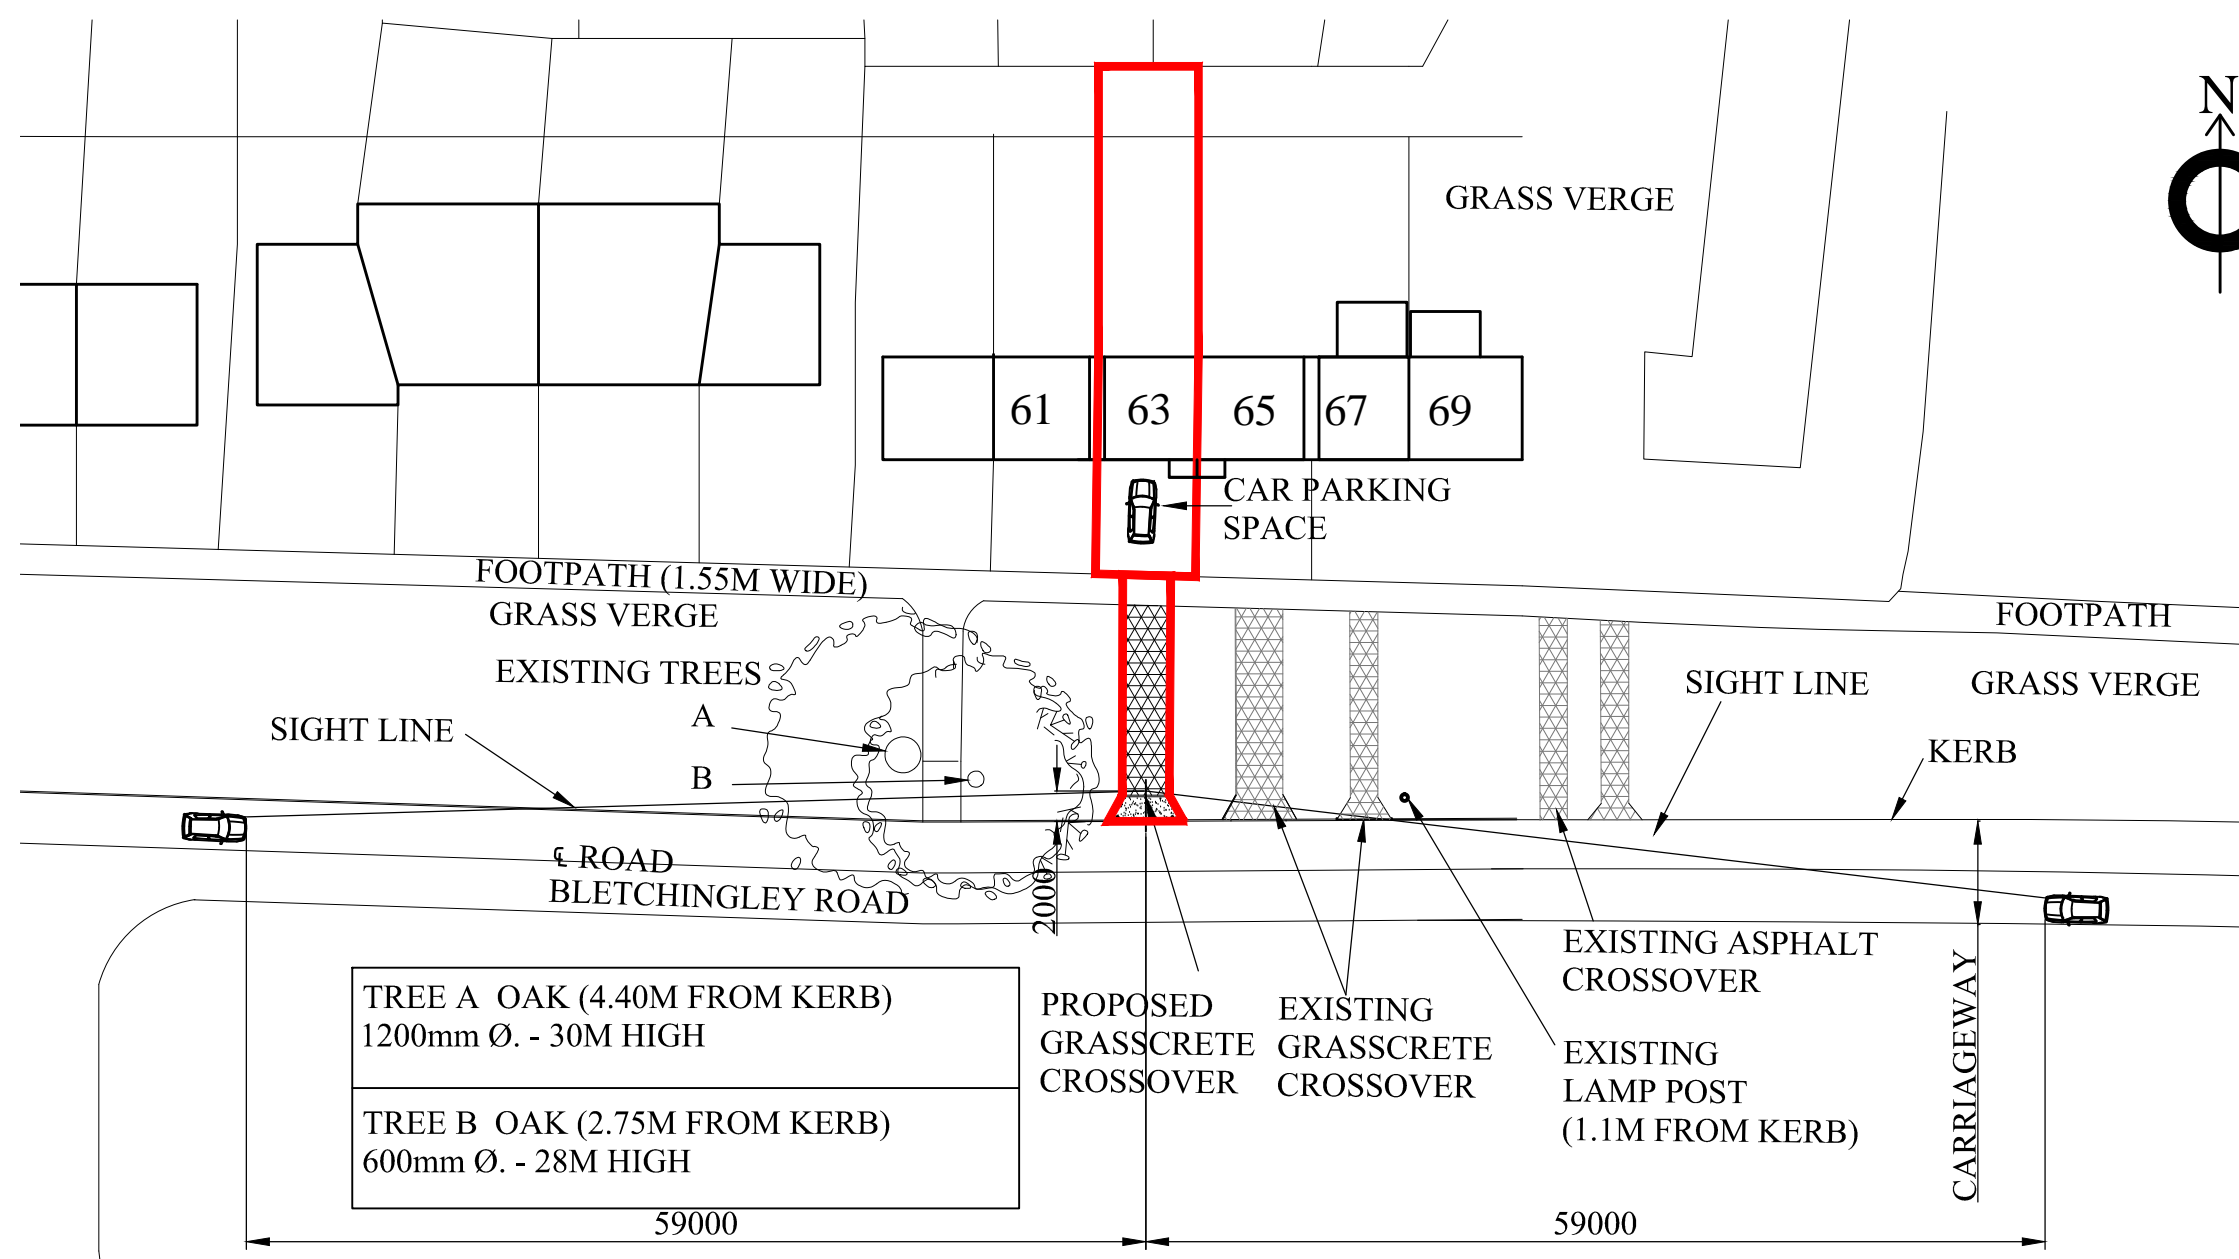 N
GRASS VERGE
61
63
65
67
69
CAR PARKING
SPACE
FOOTPATH (1.55M WIDE)
GRASS VERGE
FOOTPATH
EXISTING TREES
SIGHT LINE
GRASS VERGE
A
SIGHT LINE
KERB
B
℄ ROAD
BLETCHINGLEY ROAD
2000
EXISTING ASPHALT
CROSSOVER
CARRIAGEWAY
TREE A OAK (4.40M FROM KERB)
1200mm Ø. - 30M HIGH
TREE B OAK (2.75M FROM KERB)
600mm Ø. - 28M HIGH
PROPOSED
GRASSCRETE
CROSSOVER
EXISTING
GRASSCRETE
CROSSOVER
EXISTING
LAMP POST
(1.1M FROM KERB)
59000
59000